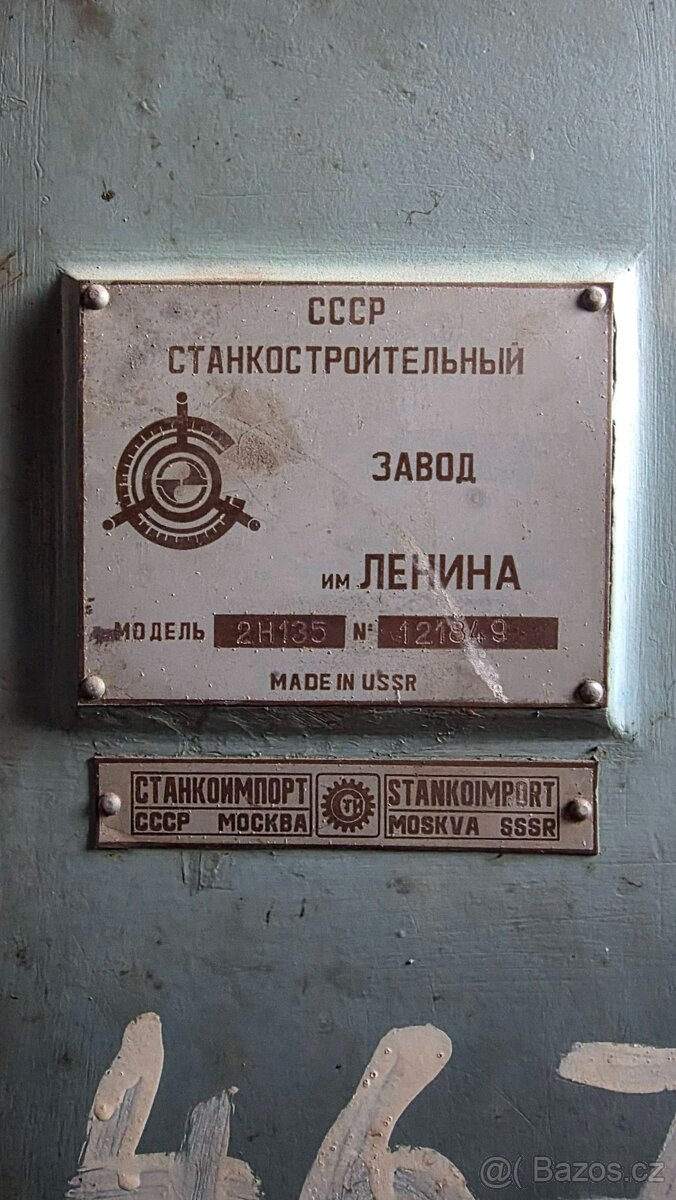 СССР
СТАНКОСТРОИТЕЛЬНЫЙ
ЗАВОД
им ЛЕНИНА
МОДЕЛЬ 2Н135 № 121849
MADE IN USSR
СТАНКОИМПОРТ STANKOIMPORT
СССР МОСКВА MOSKVA SSSR
467
@( Bazos.cz